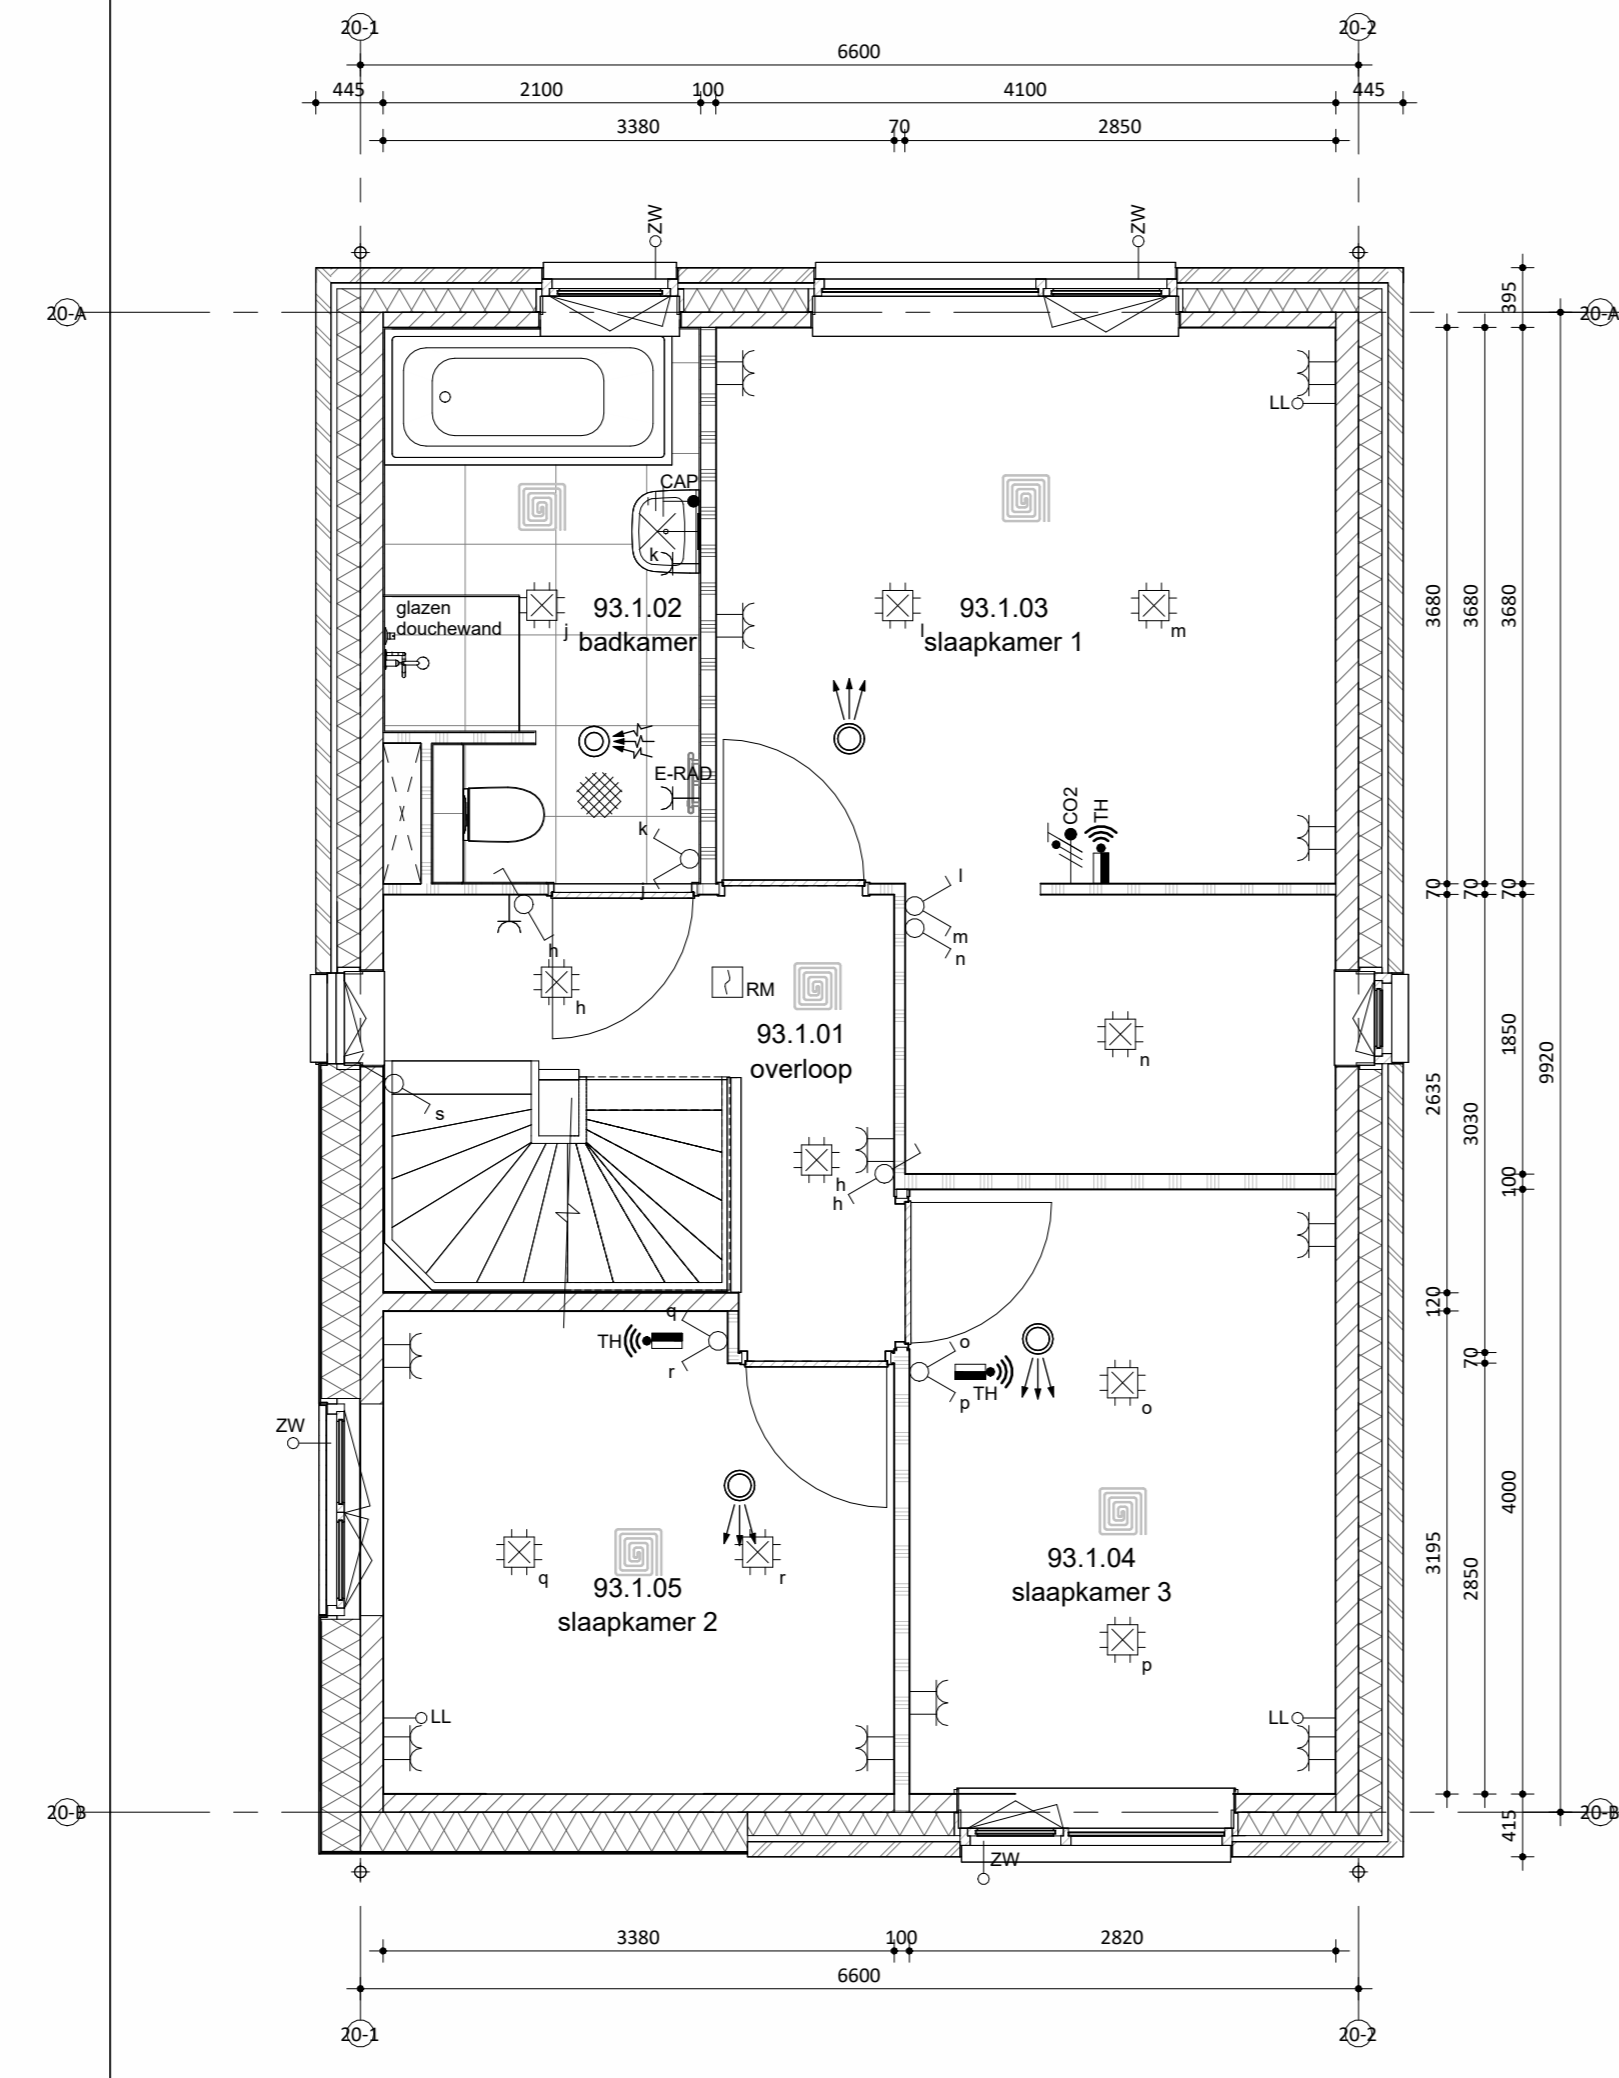 20-1
20-2
6600
445
2100
100
4100
445
3380
70
2850
ZW
ZW
20-A
20-A
395
LL
CAP
k
glazen
douchewand
j
93.1.02
badkamer
93.1.03
slaapkamer 1
l
m
3680
3680
3680
E-RAD
k
j
CO2
TH
70
70
70
l
m
n
h
h
RM
93.1.01
overloop
n
s
h
h
2635
3030
1850
9920
100
120
70
q
r
TH
o
p
TH
o
ZW
q
r
93.1.05
slaapkamer 2
93.1.04
slaapkamer 3
p
3195
2850
4000
LL
LL
20-B
20-B
415
ZW
3380
100
2820
6600
20-1
20-2